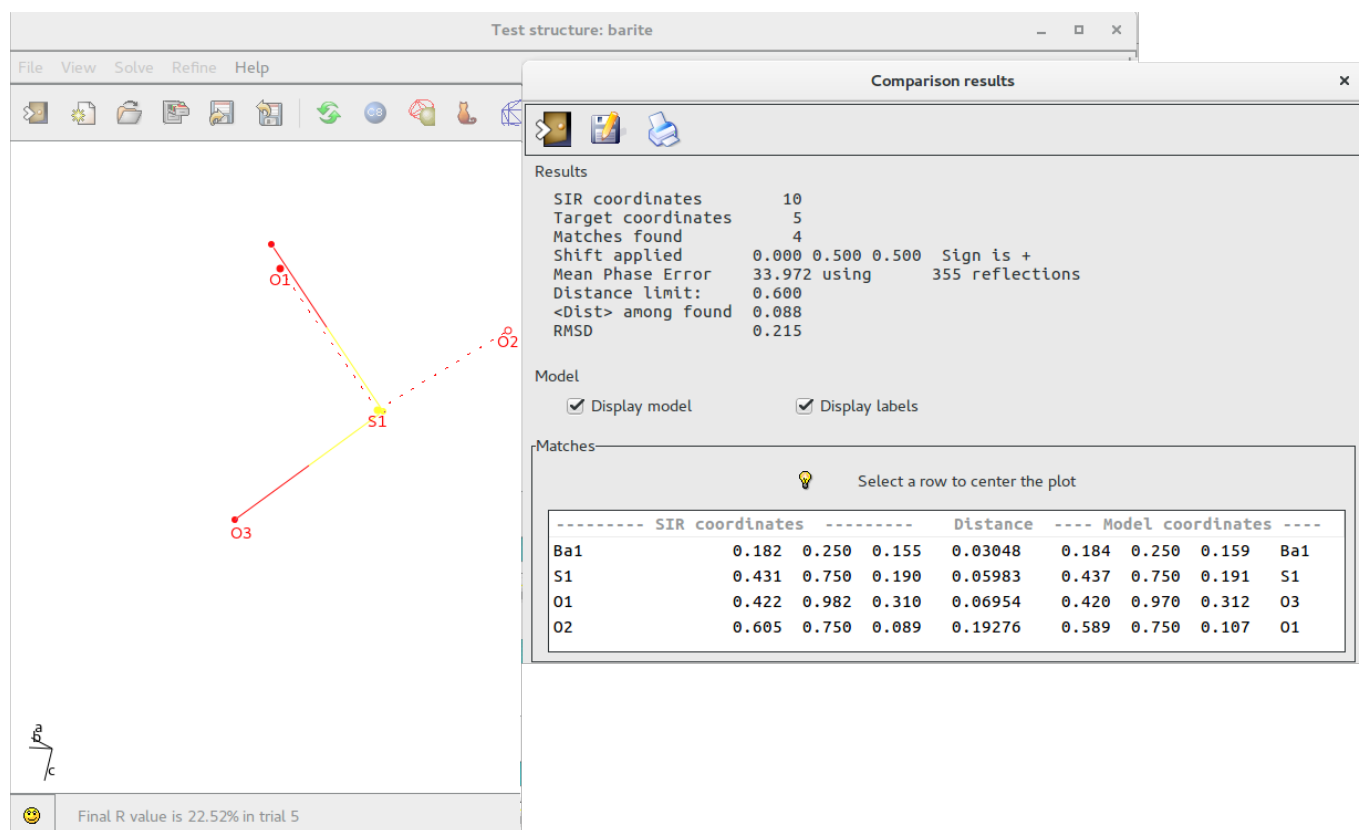 Test structure: barite
File View Solve Refine Help
Comparison results
Results
SIR coordinates 10
Target coordinates 5
Matches found 4
Shift applied 0.000 0.500 0.500 Sign is +
Mean Phase Error 33.972 using 355 reflections
Distance limit: 0.600
<Dist> among found 0.088
RMSD 0.215
Model
Display model Display labels
Matches
Select a row to center the plot
--------- SIR coordinates --------- Distance ---- Model coordinates ----
Ba1 0.182 0.250 0.155 0.03048 0.184 0.250 0.159 Ba1
S1 0.431 0.750 0.190 0.05983 0.437 0.750 0.191 S1
O1 0.422 0.982 0.310 0.06954 0.420 0.970 0.312 O3
O2 0.605 0.750 0.089 0.19276 0.589 0.750 0.107 O1
O1
O2
S1
O3
a
b
c
Final R value is 22.52% in trial 5